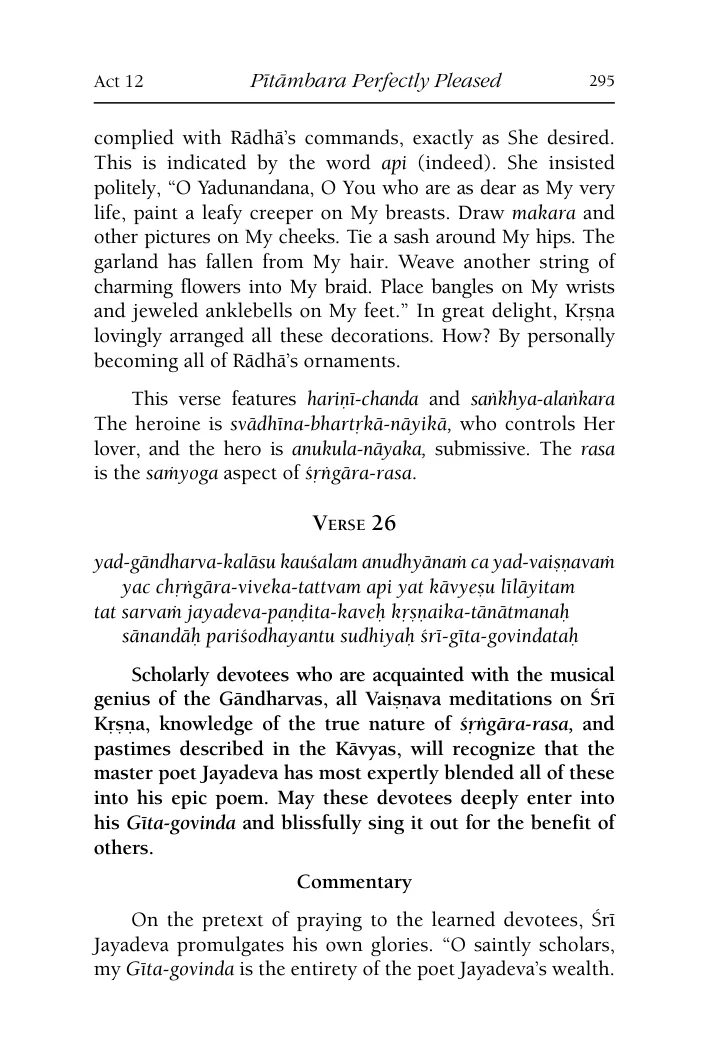 Act 12 Pītāmbara Perfectly Pleased 295
complied with Rādhā’s commands, exactly as She desired.
This is indicated by the word api (indeed). She insisted
politely, “O Yadunandana, O You who are as dear as My very
life, paint a leafy creeper on My breasts. Draw makara and
other pictures on My cheeks. Tie a sash around My hips. The
garland has fallen from My hair. Weave another string of
charming flowers into My braid. Place bangles on My wrists
and jeweled anklebells on My feet.” In great delight, Kṛṣṇa
lovingly arranged all these decorations. How? By personally
becoming all of Rādhā’s ornaments.
This verse features hariṇī-chanda and saṅkhya-alaṅkara
The heroine is svādhīna-bhartṛkā-nāyikā, who controls Her
lover, and the hero is anukula-nāyaka, submissive. The rasa
is the saṁyoga aspect of śṛṅgāra-rasa.
VERSE 26
yad-gāndharva-kalāsu kauśalam anudhyānaṁ ca yad-vaiṣṇavaṁ
yac chṛṅgāra-viveka-tattvam api yat kāvyeṣu līlāyitam
tat sarvaṁ jayadeva-paṇḍita-kaveḥ kṛṣṇaika-tānātmanaḥ
sānandāḥ pariśodhayantu sudhiyaḥ śrī-gīta-govindataḥ
Scholarly devotees who are acquainted with the musical
genius of the Gāndharvas, all Vaiṣṇava meditations on Śrī
Kṛṣṇa, knowledge of the true nature of śṛṅgāra-rasa, and
pastimes described in the Kāvyas, will recognize that the
master poet Jayadeva has most expertly blended all of these
into his epic poem. May these devotees deeply enter into
his Gīta-govinda and blissfully sing it out for the benefit of
others.
Commentary
On the pretext of praying to the learned devotees, Śrī
Jayadeva promulgates his own glories. “O saintly scholars,
my Gīta-govinda is the entirety of the poet Jayadeva’s wealth.